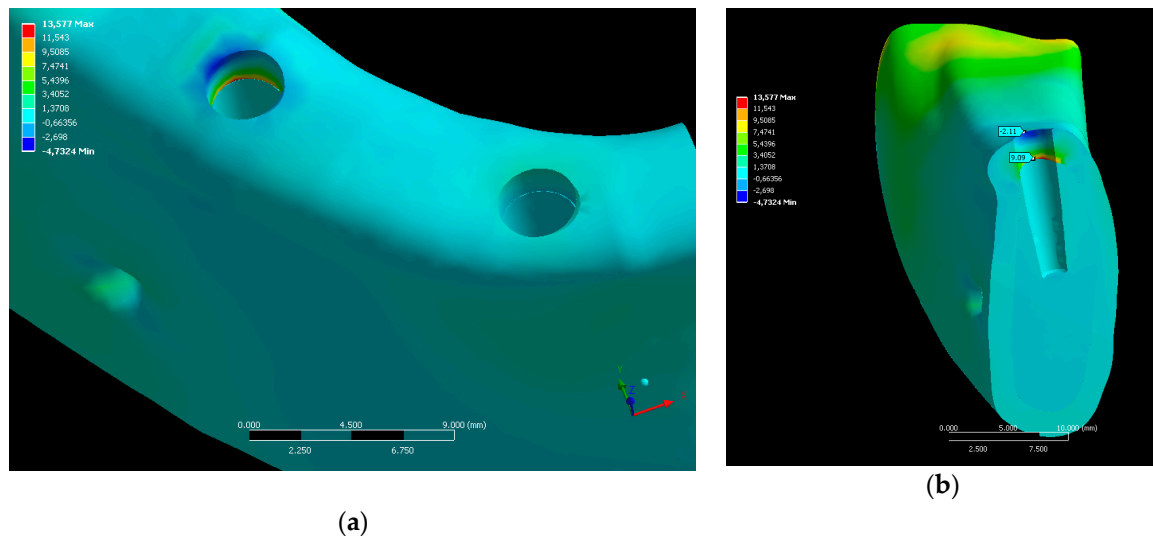 13,577 Max
11,543
9,5085
7,4741
5,4396
3,4052
1,3708
-0,66356
-2,698
-4,7324 Min
Y
Z
X
0.000 4.500 9.000 (mm)
2.250 6.750
(a)
13,577 Max
11,543
9,5085
7,4741
5,4396
3,4052
1,3708
-0,66356
-2,698
-4,7324 Min
-2.11
9.09
0.000 5.000 10.000 (mm)
2.500 7.500
(b)